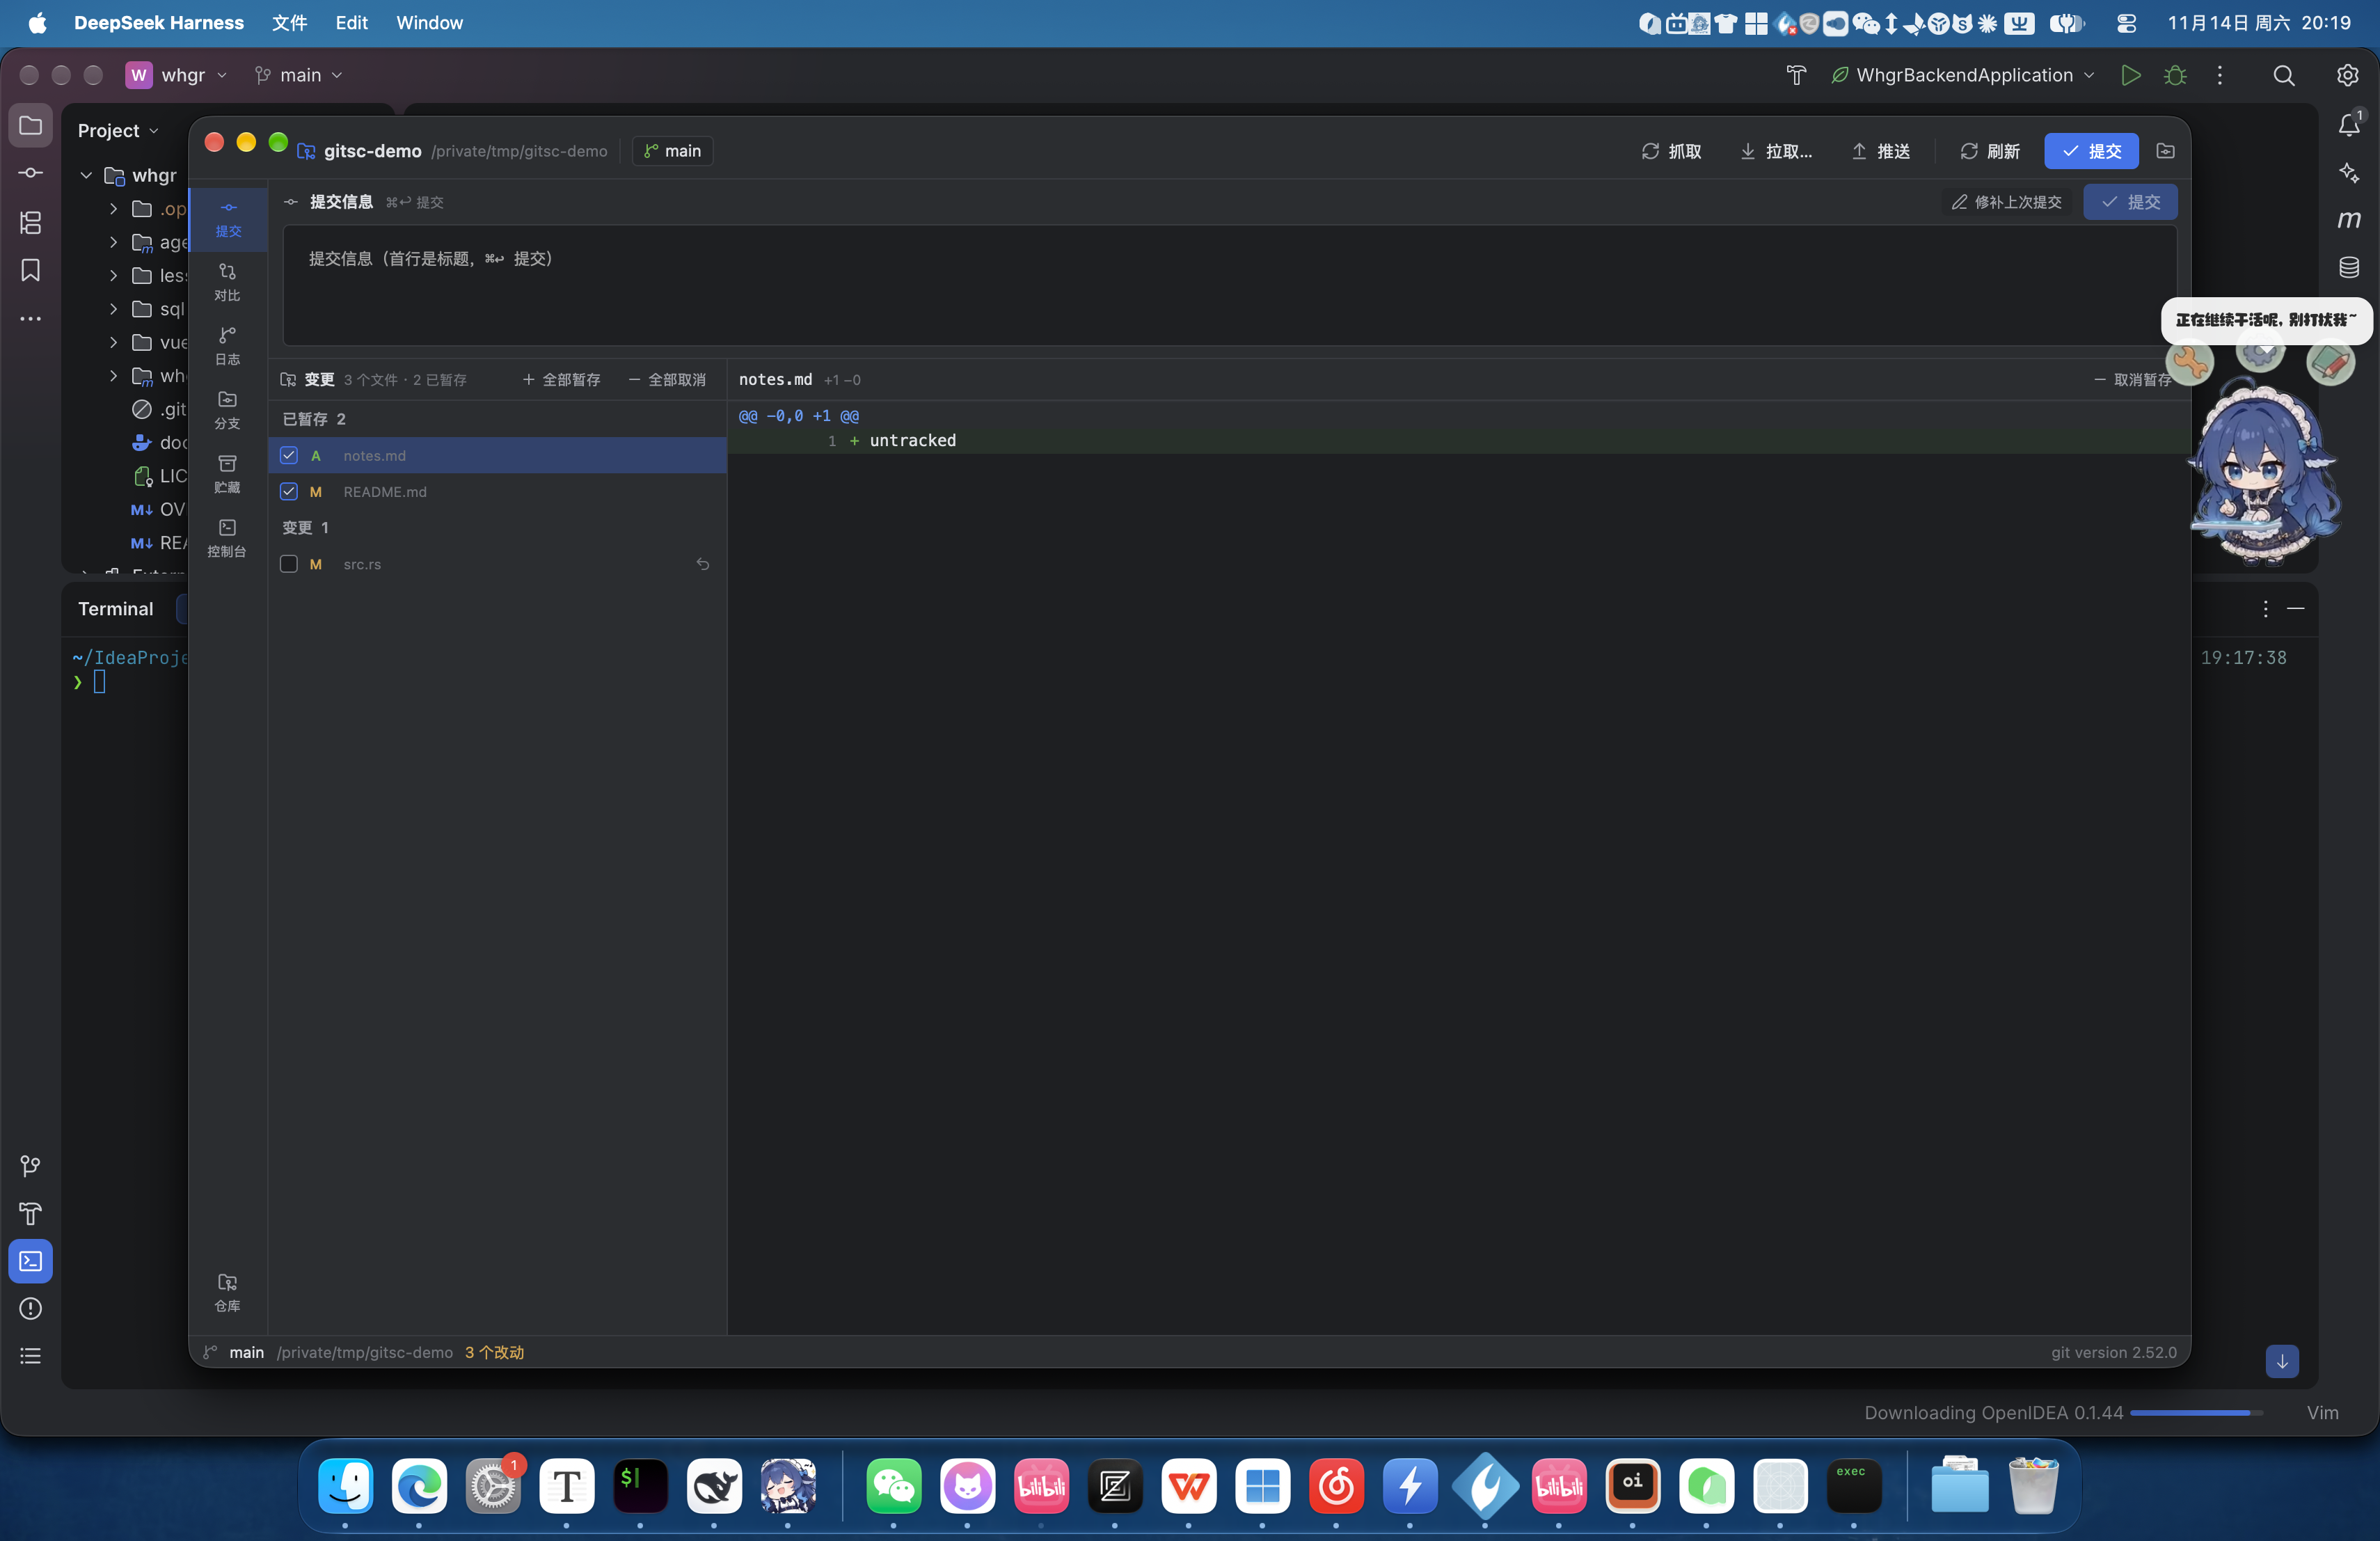 DeepSeek Harness 文件 Edit Window
11月14日 周六 20:19
W whgr main
WhgrBackendApplication
1
Project
whgr
.op
age
les
sql
vue
wh
.git
doc
LIC
M↓ OV
M↓ REA
gitsc-demo /private/tmp/gitsc-demo main
抓取 拉取... 推送 刷新 提交
提交
对比
日志
分支
贮藏
控制台
仓库
提交信息 ⌘↩ 提交
修补上次提交 提交
提交信息（首行是标题，⌘↩ 提交）
变更 3 个文件 · 2 已暂存 + 全部暂存 − 全部取消
已暂存 2
A notes.md
M README.md
变更 1
M src.rs
notes.md +1 −0
− 取消暂存
@@ −0,0 +1 @@
1 + untracked
m
正在继续干活呢，别打扰我~
Terminal
~/IdeaProje
❯
19:17:38
main /private/tmp/gitsc-demo 3 个改动
git version 2.52.0
Downloading OpenIDEA 0.1.44
Vim
1
T
$
bilibili
W
bilibili
oi
exec